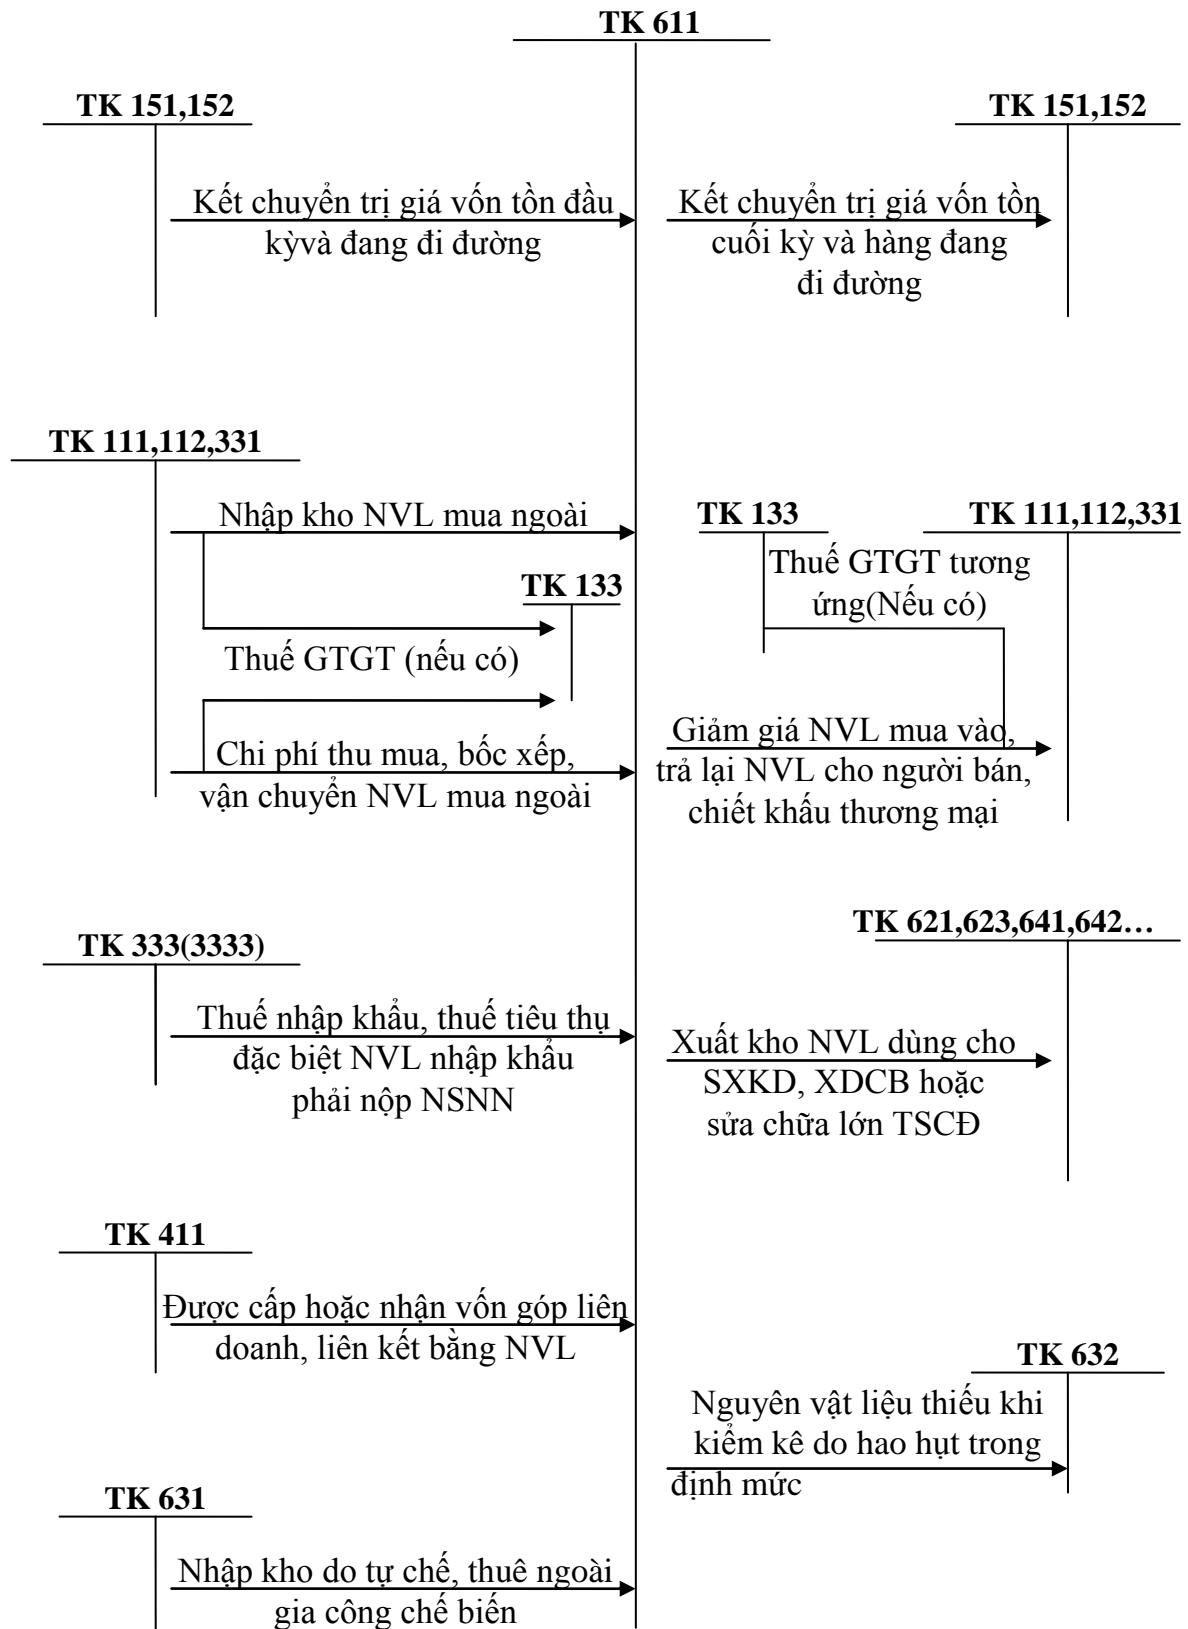 TK 611
TK 151,152
TK 151,152
Kết chuyển trị giá vốn tồn đầu
kỳvà đang đi đường
Kết chuyển trị giá vốn tồn
cuối kỳ và hàng đang
đi đường
TK 111,112,331
Nhập kho NVL mua ngoài
TK 133
TK 111,112,331
Thuế GTGT tương
ứng(Nếu có)
TK 133
Thuế GTGT (nếu có)
Giảm giá NVL mua vào,
trả lại NVL cho người bán,
chiết khấu thương mại
Chi phí thu mua, bốc xếp,
vận chuyển NVL mua ngoài
TK 621,623,641,642…
TK 333(3333)
Thuế nhập khẩu, thuế tiêu thụ
đặc biệt NVL nhập khẩu
phải nộp NSNN
Xuất kho NVL dùng cho
SXKD, XDCB hoặc
sửa chữa lớn TSCĐ
TK 411
Được cấp hoặc nhận vốn góp liên
doanh, liên kết bằng NVL
TK 632
Nguyên vật liệu thiếu khi
kiểm kê do hao hụt trong
định mức
TK 631
Nhập kho do tự chế, thuê ngoài
gia công chế biến